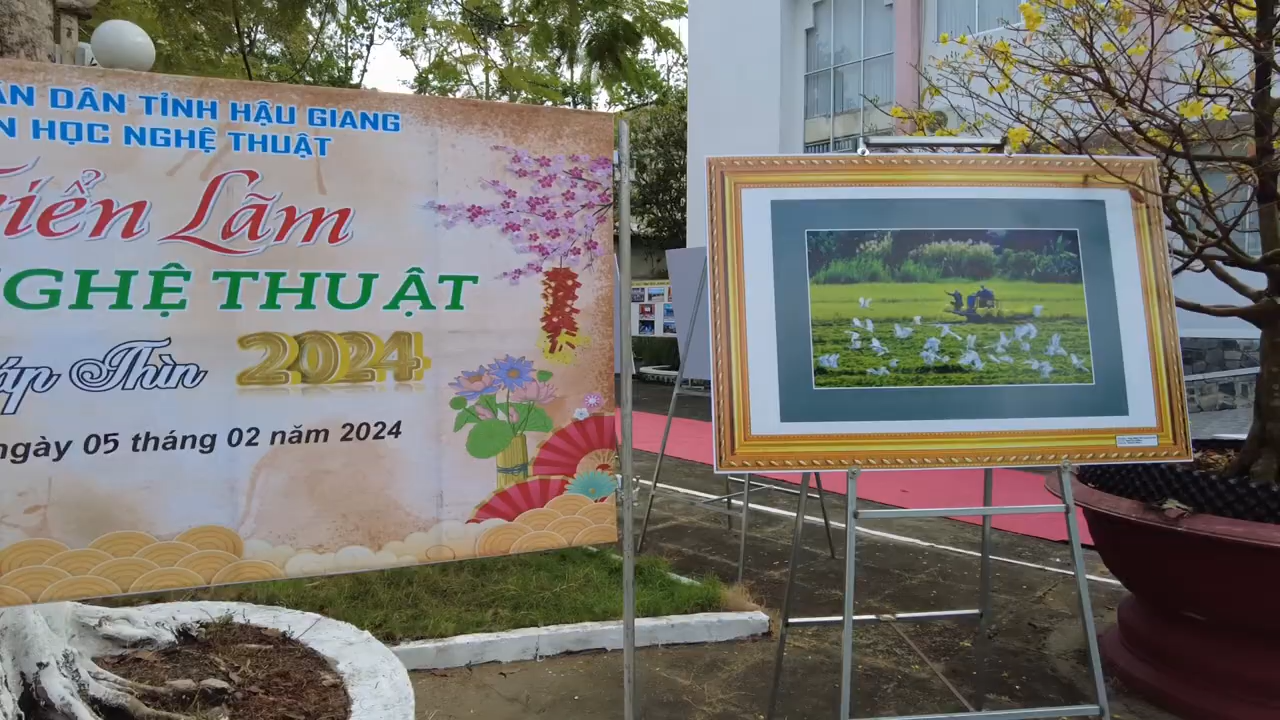 ÂN DÂN TỈNH HẬU GIANG
N HỌC NGHỆ THUẬT
riển Lãm
GHỆ THUẬT
áp Thìn 2024
ngày 05 tháng 02 năm 2024